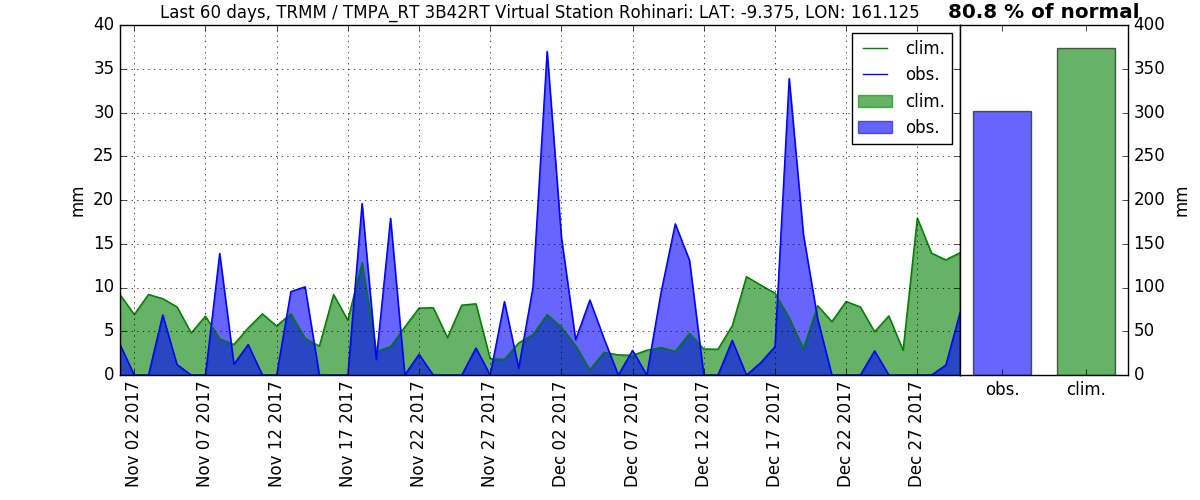 Last 60 days, TRMM / TMPA_RT 3B42RT Virtual Station Rohinari: LAT: -9.375, LON: 161.125
80.8 % of normal
40
35
30
25
20
15
10
5
0
mm
clim.
obs.
clim.
obs.
400
350
300
250
200
150
100
50
0
mm
Nov 02 2017
Nov 07 2017
Nov 12 2017
Nov 17 2017
Nov 22 2017
Nov 27 2017
Dec 02 2017
Dec 07 2017
Dec 12 2017
Dec 17 2017
Dec 22 2017
Dec 27 2017
obs.
clim.